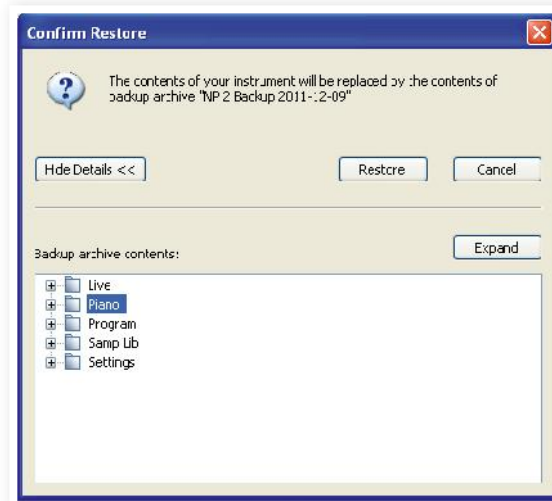 Confirm Restore
The contents of your instrument will be replaced by the contents of
backup archive "NP 2 Backup 2011-12-09"
Hide Details <<
Restore
Cancel
Expand
Backup archive contents:
Live
Piano
Program
Samp Lib
Settings